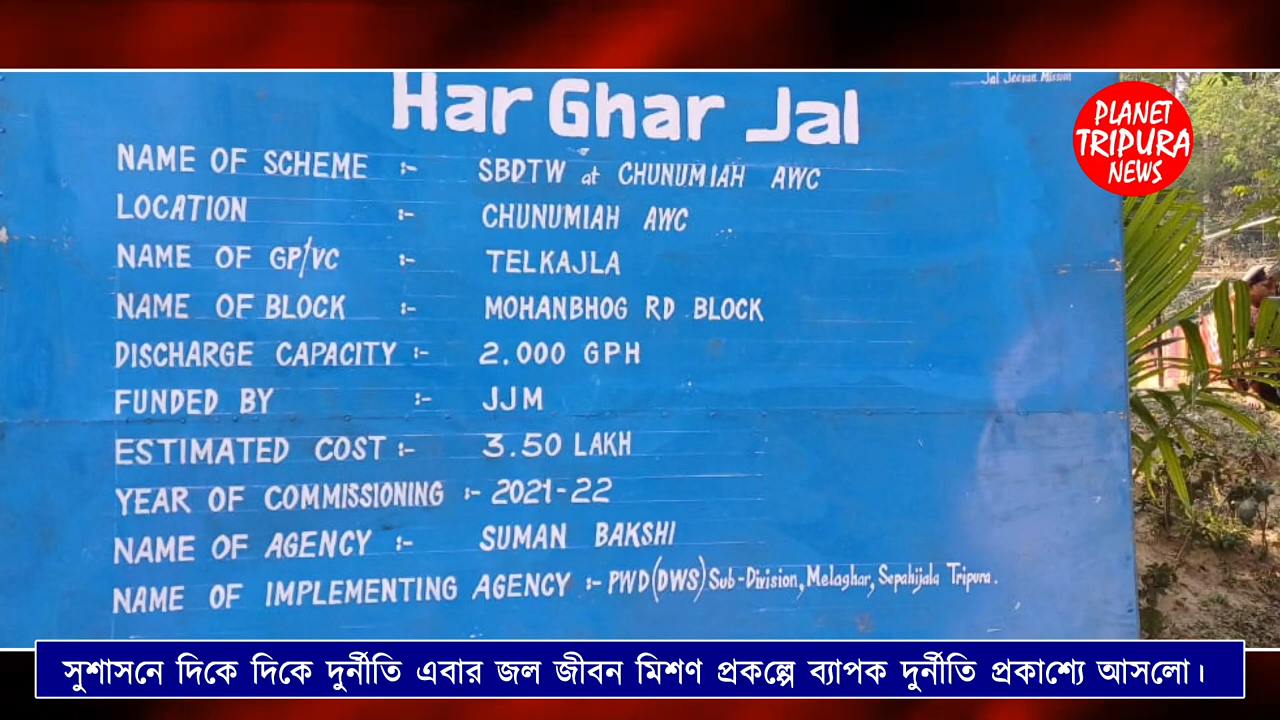 Jal Jeevan Mission
Har Ghar Jal
PLANET
TRIPURA
NEWS
NAME OF SCHEME :- SBDTW at CHUNUMIAH AWC
LOCATION :- CHUNUMIAH AWC
NAME OF GP/VC :- TELKAJLA
NAME OF BLOCK :- MOHANBHOG RD BLOCK
DISCHARGE CAPACITY :- 2.000 GPH
FUNDED BY :- JJM
ESTIMATED COST :- 3.50 LAKH
YEAR OF COMMISSIONING :- 2021-22
NAME OF AGENCY :- SUMAN BAKSHI
NAME OF IMPLEMENTING AGENCY :- PWD(DWS) Sub-Division, Melaghar, Sepahijala Tripura.
সুশাসনে দিকে দিকে দুর্নীতি এবার জল জীবন মিশণ প্রকল্পে ব্যাপক দুর্নীতি প্রকাশ্যে আসলো।